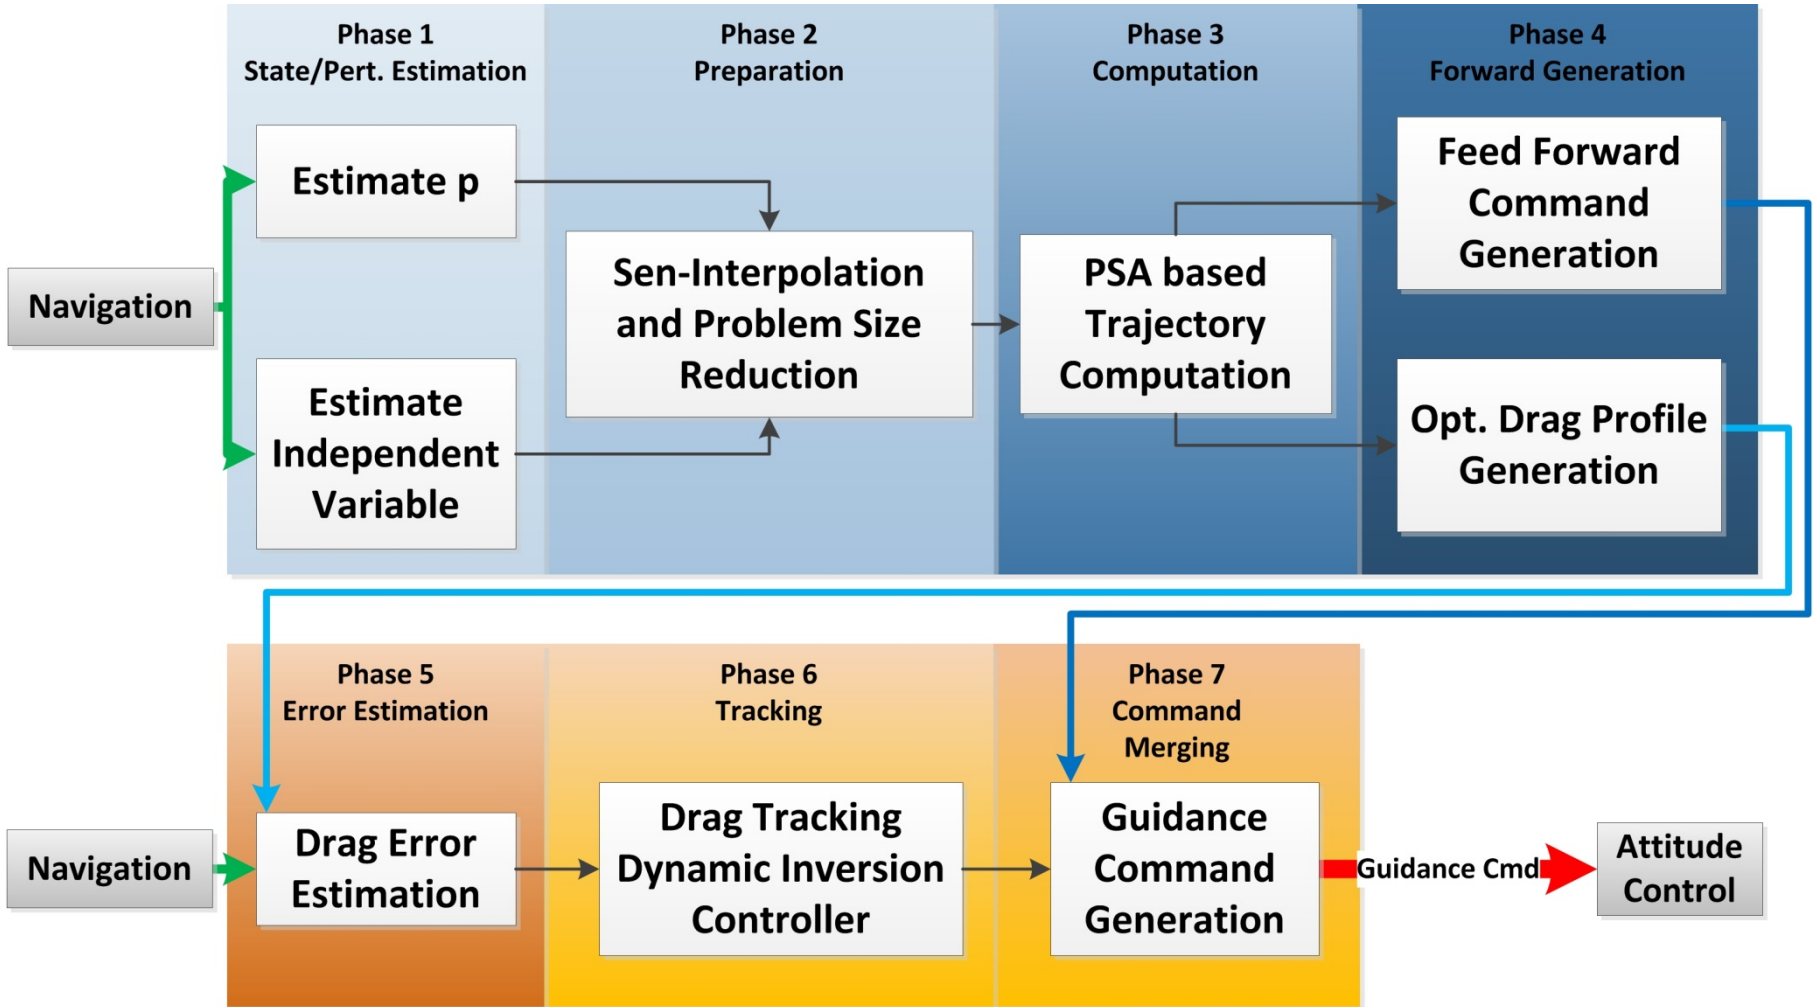 Phase 1
State/Pert. Estimation
Phase 2
Preparation
Phase 3
Computation
Phase 4
Forward Generation
Navigation
Estimate p
Estimate
Independent
Variable
Sen-Interpolation
and Problem Size
Reduction
PSA based
Trajectory
Computation
Feed Forward
Command
Generation
Opt. Drag Profile
Generation
Phase 5
Error Estimation
Phase 6
Tracking
Phase 7
Command
Merging
Navigation
Drag Error
Estimation
Drag Tracking
Dynamic Inversion
Controller
Guidance
Command
Generation
Guidance Cmd
Attitude
Control